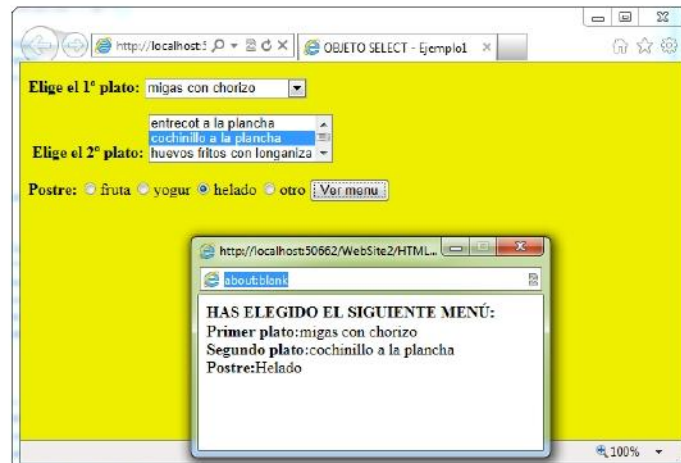 http://localhost:5
OBJETO SELECT - Ejemplo1
Elige el 1º plato: migas con chorizo
entrecot a la plancha
cochinillo a la plancha
Elige el 2º plato: huevos fritos con longaniza
Postre: fruta yogur helado otro Ver menu
http://localhost:50662/WebSite2/HTML...
about:blank
HAS ELEGIDO EL SIGUIENTE MENÚ:
Primer plato:migas con chorizo
Segundo plato:cochinillo a la plancha
Postre:Helado
100%